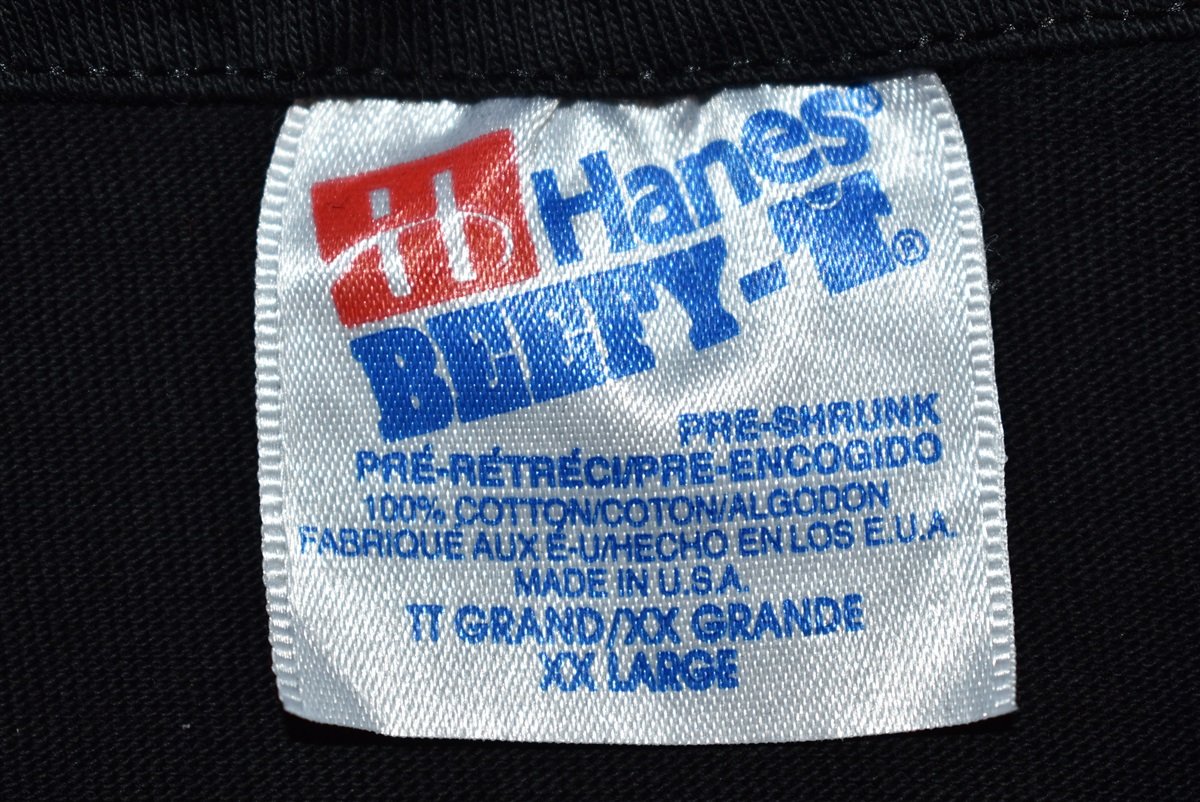 Hanes®
BEEFY-T®
PRE-SHRUNK
PRÉ-RÉTRÉCI/PRE-ENCOGIDO
100% COTTON/COTON/ALGODON
FABRIQUÉ AUX É-U/HECHO EN LOS E.U.A.
MADE IN U.S.A.
TT GRAND/XX GRANDE
XX LARGE